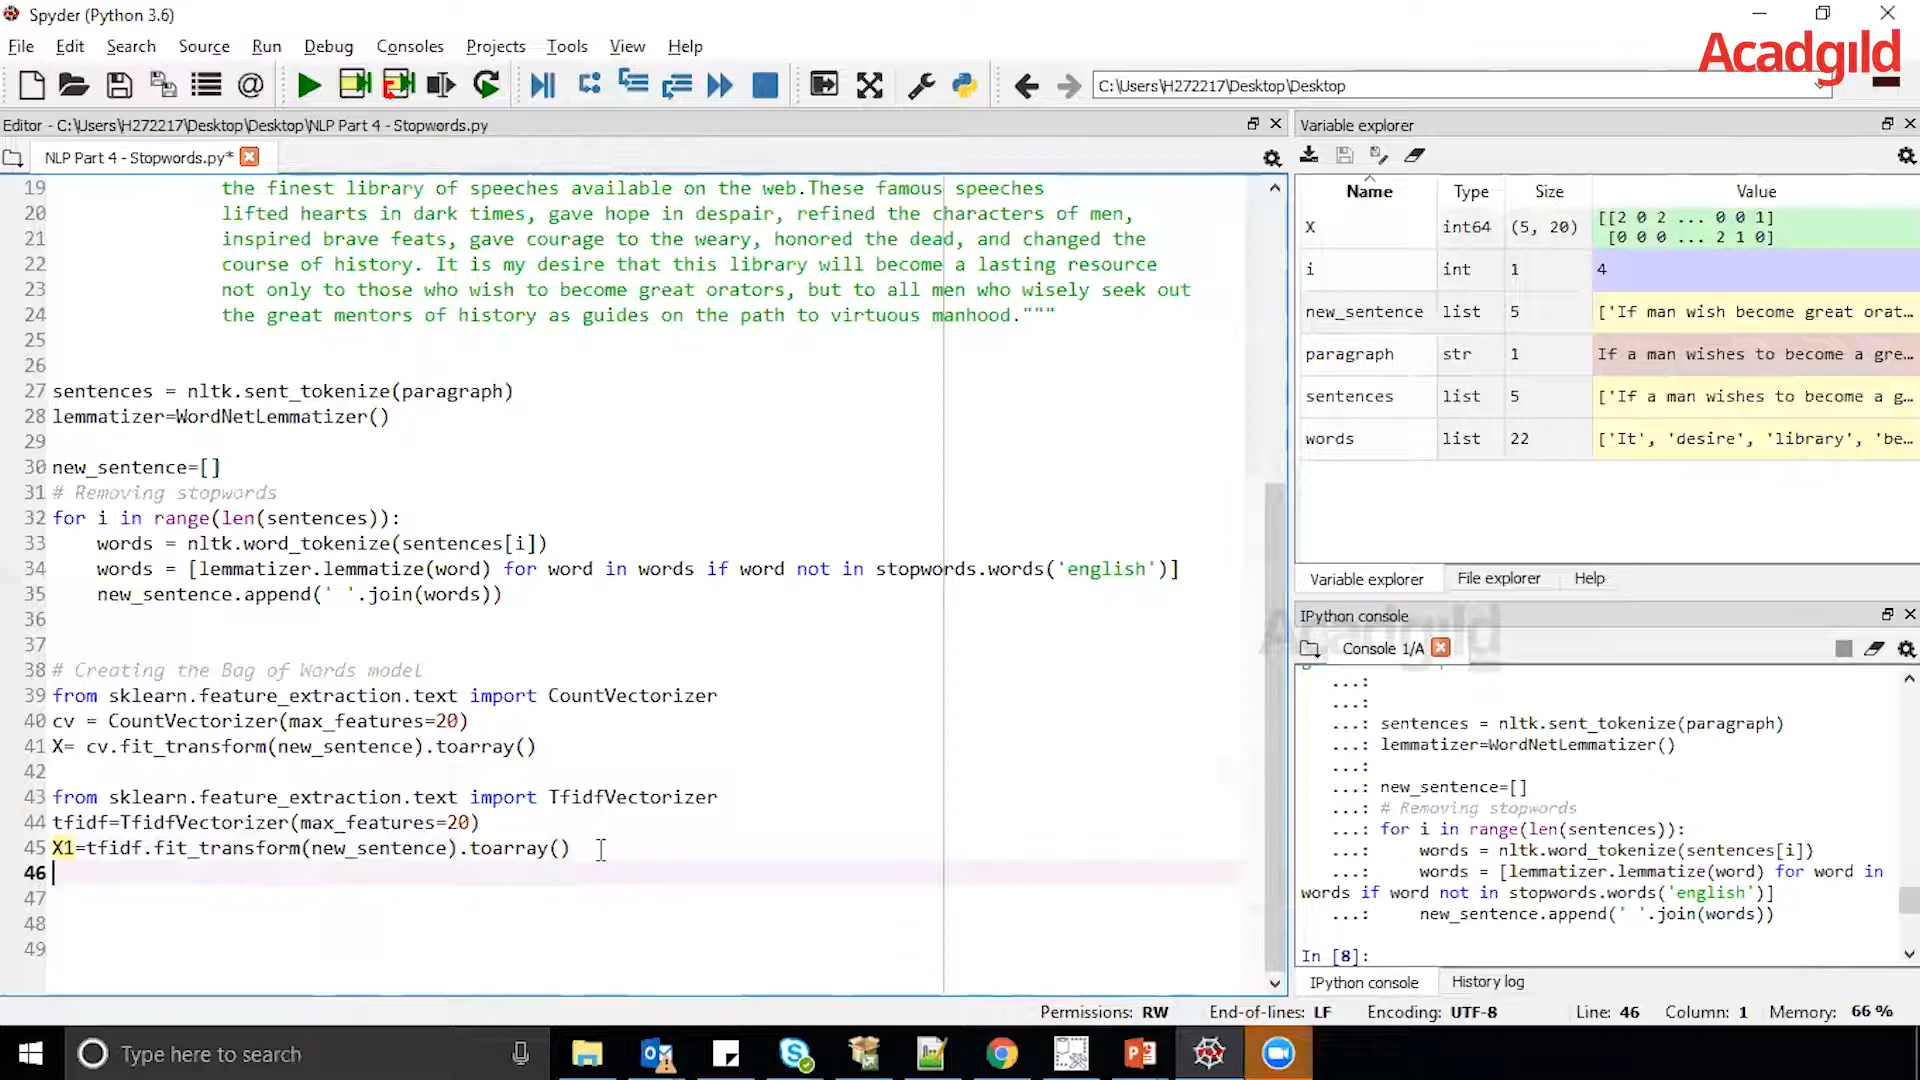 Spyder (Python 3.6)
Acadgild
File Edit Search Source Run Debug Consoles Projects Tools View Help
C:\Users\H272217\Desktop\Desktop
Editor - C:\Users\H272217\Desktop\Desktop\NLP Part 4 - Stopwords.py
NLP Part 4 - Stopwords.py*
19 the finest library of speeches available on the web.These famous speeches
20 lifted hearts in dark times, gave hope in despair, refined the characters of men,
21 inspired brave feats, gave courage to the weary, honored the dead, and changed the
22 course of history. It is my desire that this library will become a lasting resource
23 not only to those who wish to become great orators, but to all men who wisely seek out
24 the great mentors of history as guides on the path to virtuous manhood."""
25
26
27 sentences = nltk.sent_tokenize(paragraph)
28 lemmatizer=WordNetLemmatizer()
29
30 new_sentence=[]
31 # Removing stopwords
32 for i in range(len(sentences)):
33     words = nltk.word_tokenize(sentences[i])
34     words = [lemmatizer.lemmatize(word) for word in words if word not in stopwords.words('english')]
35     new_sentence.append(' '.join(words))
36
37
38 # Creating the Bag of Words model
39 from sklearn.feature_extraction.text import CountVectorizer
40 cv = CountVectorizer(max_features=20)
41 X= cv.fit_transform(new_sentence).toarray()
42
43 from sklearn.feature_extraction.text import TfidfVectorizer
44 tfidf=TfidfVectorizer(max_features=20)
45 X1=tfidf.fit_transform(new_sentence).toarray()
46
47
48
49
Variable explorer
Name Type Size Value
X int64 (5, 20) [[2 0 2 ... 0 0 1]
[0 0 0 ... 2 1 0]
i int 1 4
new_sentence list 5 ['If man wish become great orat...
paragraph str 1 If a man wishes to become a gre...
sentences list 5 ['If a man wishes to become a g...
words list 22 ['It', 'desire', 'library', 'be...
Variable explorer File explorer Help
IPython console
Acadgild
Console 1/A
...:
...:
...: sentences = nltk.sent_tokenize(paragraph)
...: lemmatizer=WordNetLemmatizer()
...:
...: new_sentence=[]
...: # Removing stopwords
...: for i in range(len(sentences)):
...:     words = nltk.word_tokenize(sentences[i])
...:     words = [lemmatizer.lemmatize(word) for word in
words if word not in stopwords.words('english')]
...:     new_sentence.append(' '.join(words))
In [8]:
IPython console History log
Permissions: RW End-of-lines: LF Encoding: UTF-8 Line: 46 Column: 1 Memory: 66 %
Type here to search